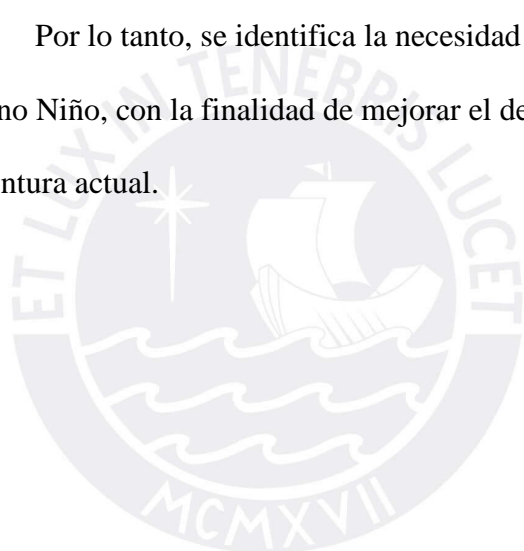 Por lo tanto, se identifica la necesidad
no Niño, con la finalidad de mejorar el de
ntura actual.
ET LUX IN TENEBRIS LUCET
MCMXVII